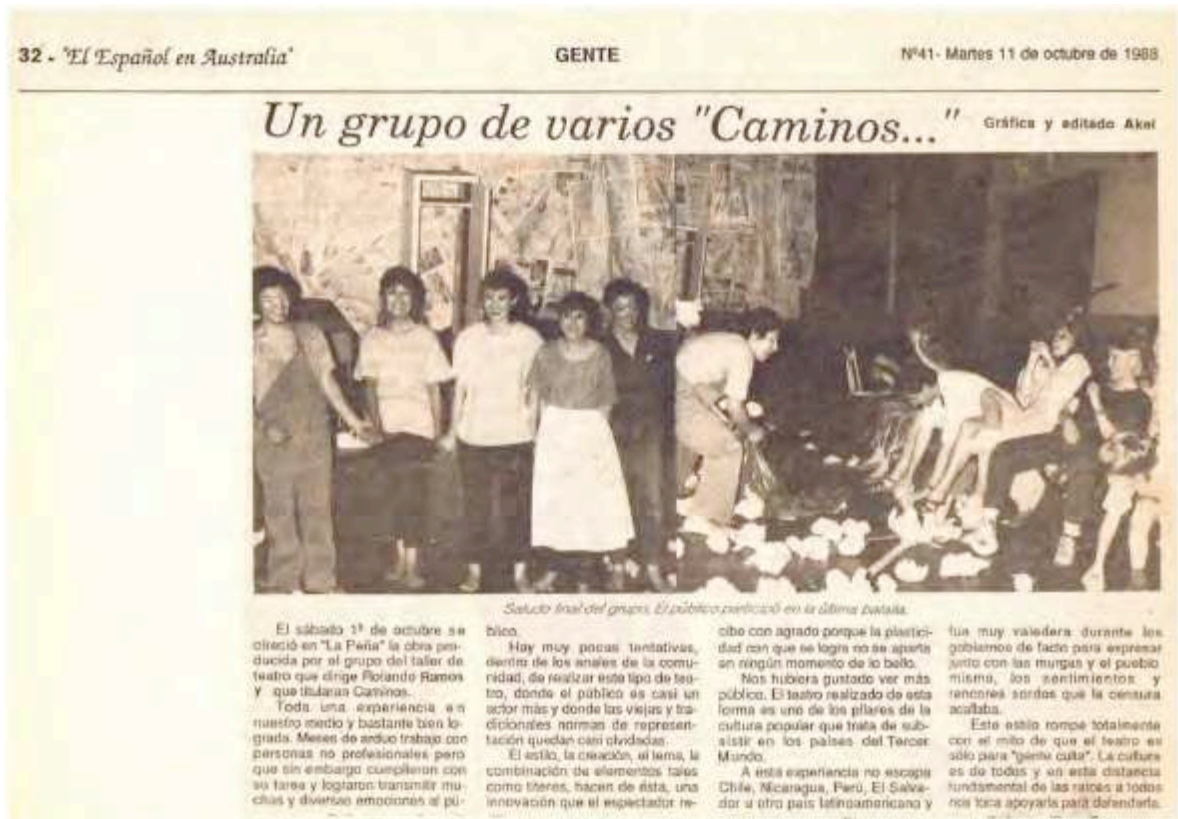 32 - "El Español en Australia"
GENTE
Nº41- Martes 11 de octubre de 1988
Un grupo de varios "Caminos..."
Gráfica y editado Akel
Saludo final del grupo. El público participó en la última batalla.
El sábado 1º de octubre se
ofreció en "La Peña" la obra pro-
ducida por el grupo del taller de
teatro que dirige Rolando Ramos
y que titularan Caminos.
Toda una experiencia en
nuestro medio y bastante bien lo-
grada. Meses de arduo trabajo con
personas no profesionales pero
que sin embargo cumplieron con
su tarea y lograron transmitir mu-
chas y diversas emociones al pú-
blico.
Hay muy pocas tentativas,
dentro de los anales de la comu-
nidad, de realizar este tipo de tea-
tro, donde el público es casi un
actor más y donde las viejas y tra-
dicionales normas de represen-
tación quedan casi olvidadas.
El estilo, la creación, el tema, la
combinación de elementos tales
como títeres, hacen de ésta, una
innovación que el espectador re-
cibe con agrado porque la plastici-
dad con que se logra no se aparta
en ningún momento de lo bello.
Nos hubiera gustado ver más
público. El teatro realizado de esta
forma es uno de los pilares de la
cultura popular que trata de sub-
sistir en los países del Tercer
Mundo.
A esta experiencia no escapa
Chile, Nicaragua, Perú, El Salva-
dor u otro país latinoamericano y
fue muy valedera durante los
gobiernos de facto para expresar
junto con las murgas y el pueblo
mismo, los sentimientos y
rencores sordos que la censura
acallaba.
Este estilo rompe totalmente
con el mito de que el teatro es
sólo para "gente culta". La cultura
es de todos y en esta distancia
fundamental de las raíces a todos
nos toca apoyarla para defenderla.